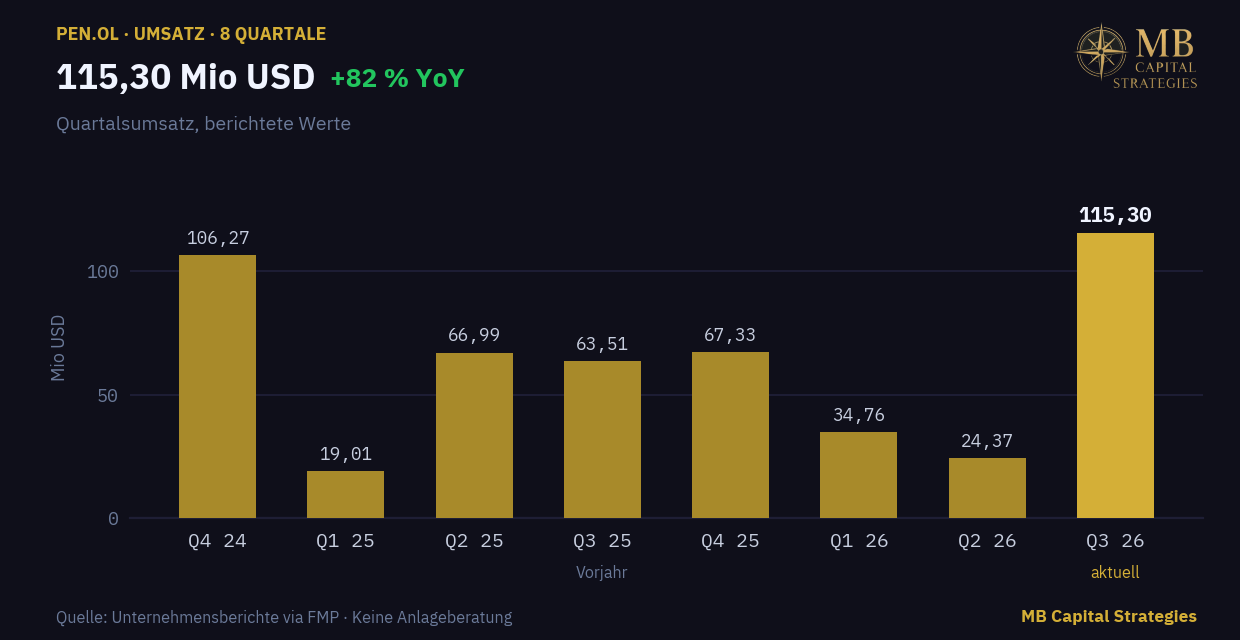 PEN.OL · UMSATZ · 8 QUARTALE
115,30 Mio USD +82 % YoY
Quartalsumsatz, berichtete Werte
MB
CAPITAL
STRATEGIES
Mio USD
100
50
0
106,27
19,01
66,99
63,51
67,33
34,76
24,37
115,30
Q4 24
Q1 25
Q2 25
Q3 25
Q4 25
Q1 26
Q2 26
Q3 26
Vorjahr
aktuell
Quelle: Unternehmensberichte via FMP · Keine Anlageberatung
MB Capital Strategies